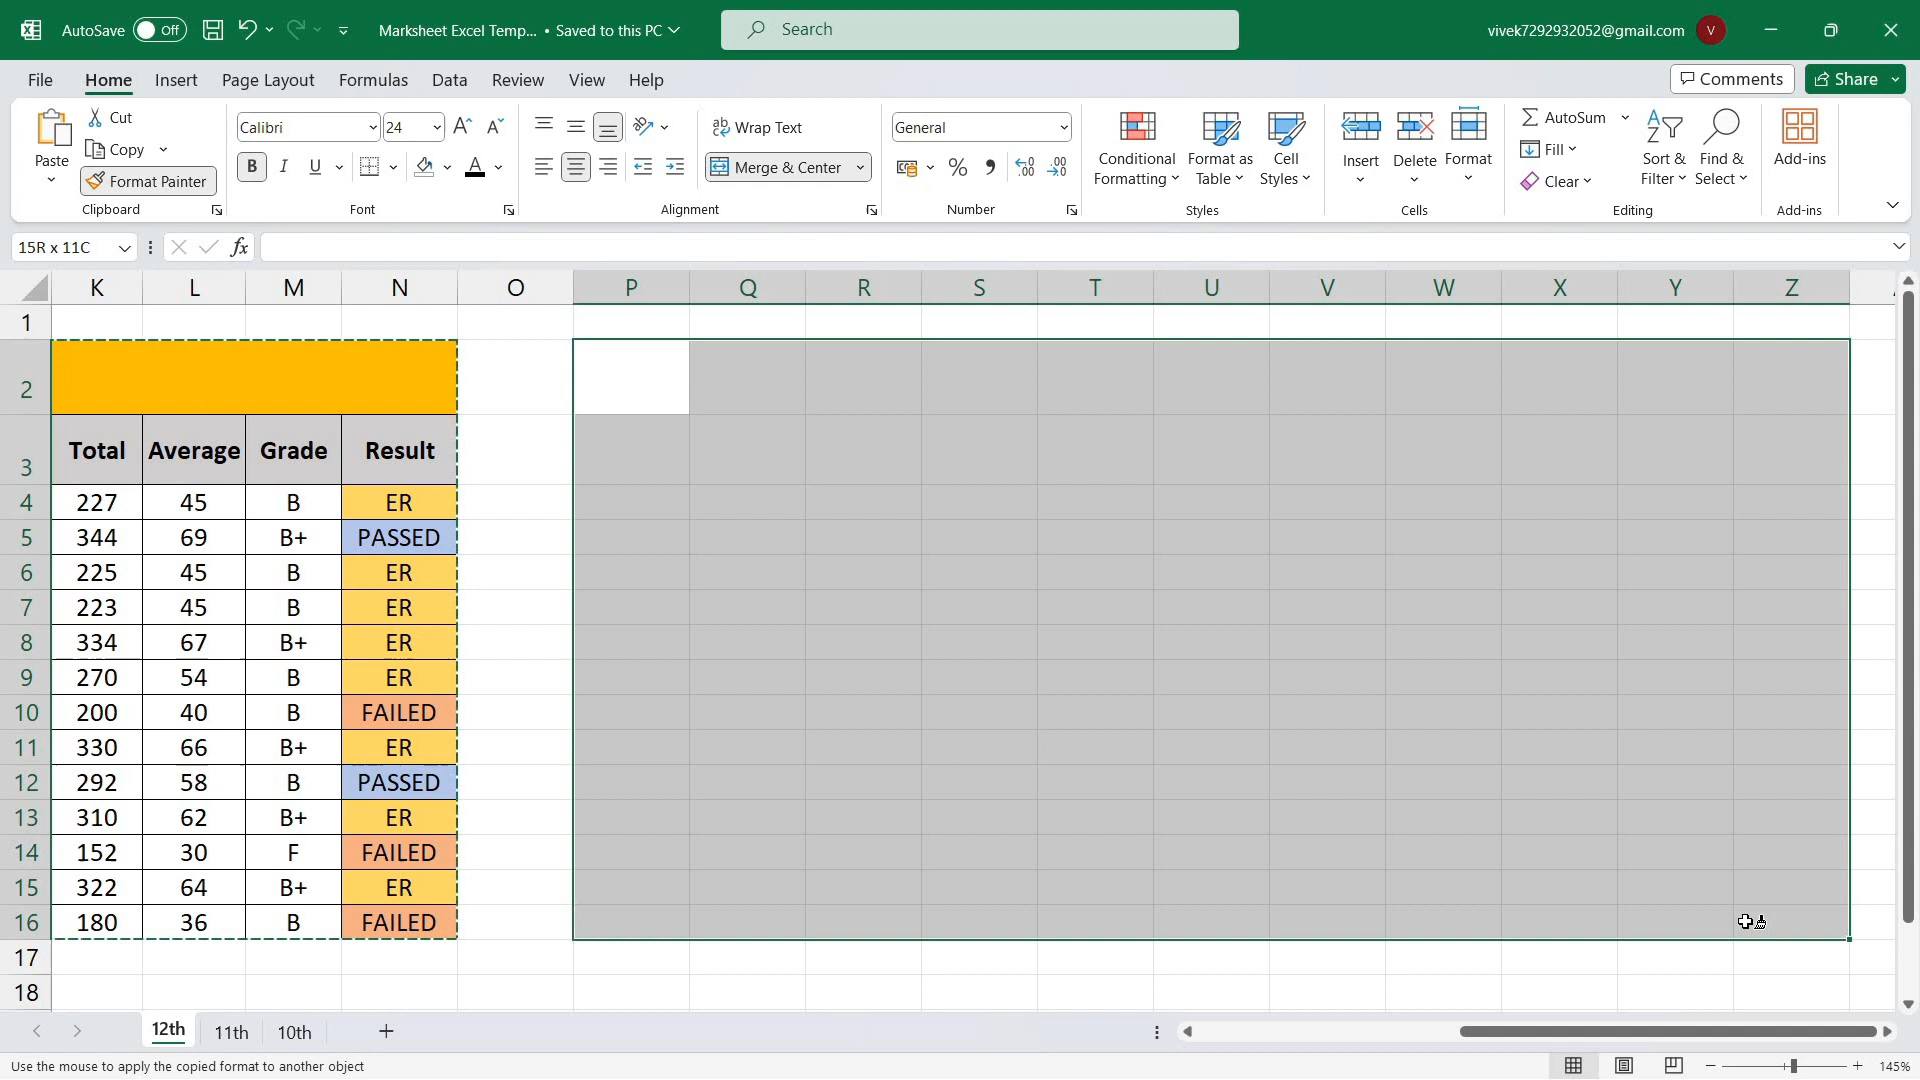 AutoSave Off Marksheet Excel Temp... • Saved to this PC Search vivek7292932052@gmail.com V
File Home Insert Page Layout Formulas Data Review View Help Comments Share
Paste Cut Copy Format Painter
Clipboard
Calibri 24
B I U A
Font
Wrap Text
Merge & Center
Alignment
General
% , .00
Number
Conditional Formatting Format as Table Cell Styles
Styles
Insert Delete Format
Cells
AutoSum Fill Clear Sort & Filter Find & Select
Editing
Add-ins
Add-ins
15R x 11C fx
K L M N O P Q R S T U V W X Y Z
1
2
3 Total Average Grade Result
4 227 45 B ER
5 344 69 B+ PASSED
6 225 45 B ER
7 223 45 B ER
8 334 67 B+ ER
9 270 54 B ER
10 200 40 B FAILED
11 330 66 B+ ER
12 292 58 B PASSED
13 310 62 B+ ER
14 152 30 F FAILED
15 322 64 B+ ER
16 180 36 B FAILED
17
18
12th 11th 10th
Use the mouse to apply the copied format to another object 145%